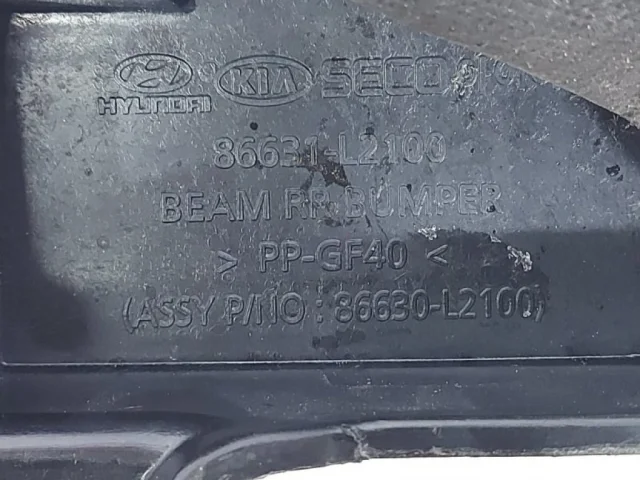 HYUNDAI KIA SECO
86631-L2100
BEAM RR BUMPER
> PP-GF40 <
(ASSY P/NO : 86630-L2100)